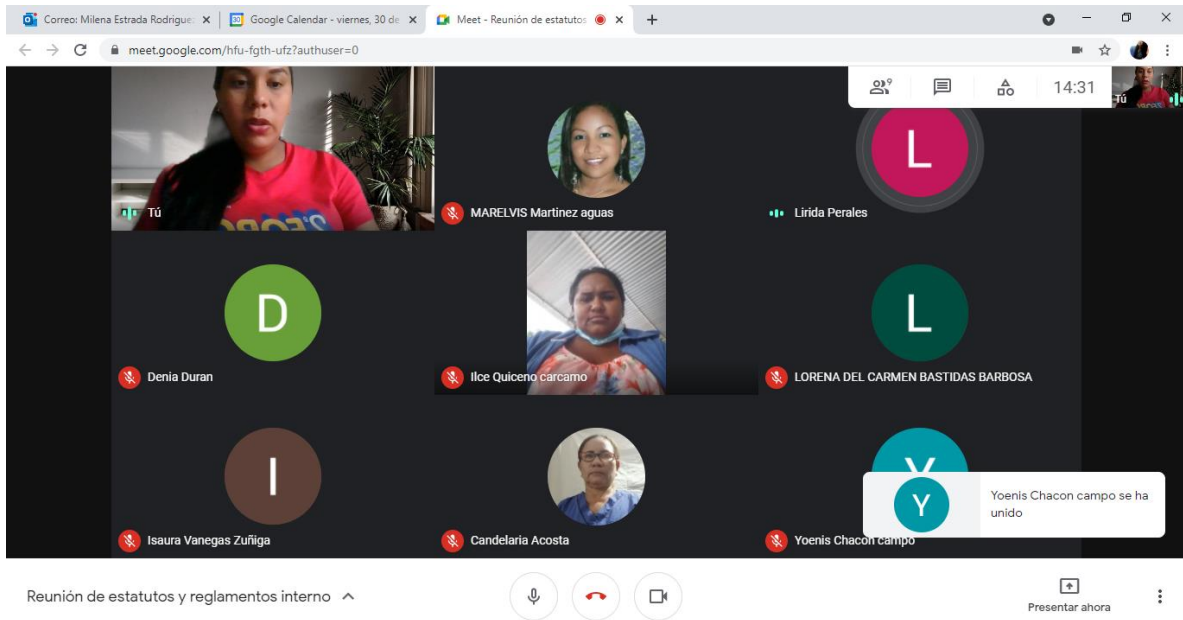 Correo: Milena Estrada Rodrigue
Google Calendar - viernes, 30 de
Meet - Reunión de estatutos
meet.google.com/hfu-fgth-ufz?authuser=0
9
14:31
Tú
Tú
MARELVIS Martinez aguas
L
Lirida Perales
D
Denia Duran
Ilce Quiceno carcamo
L
LORENA DEL CARMEN BASTIDAS BARBOSA
I
Isaura Vanegas Zuñiga
Candelaria Acosta
Y
Yoenis Chacon campo
Y
Yoenis Chacon campo se ha
unido
Reunión de estatutos y reglamentos interno
Presentar ahora